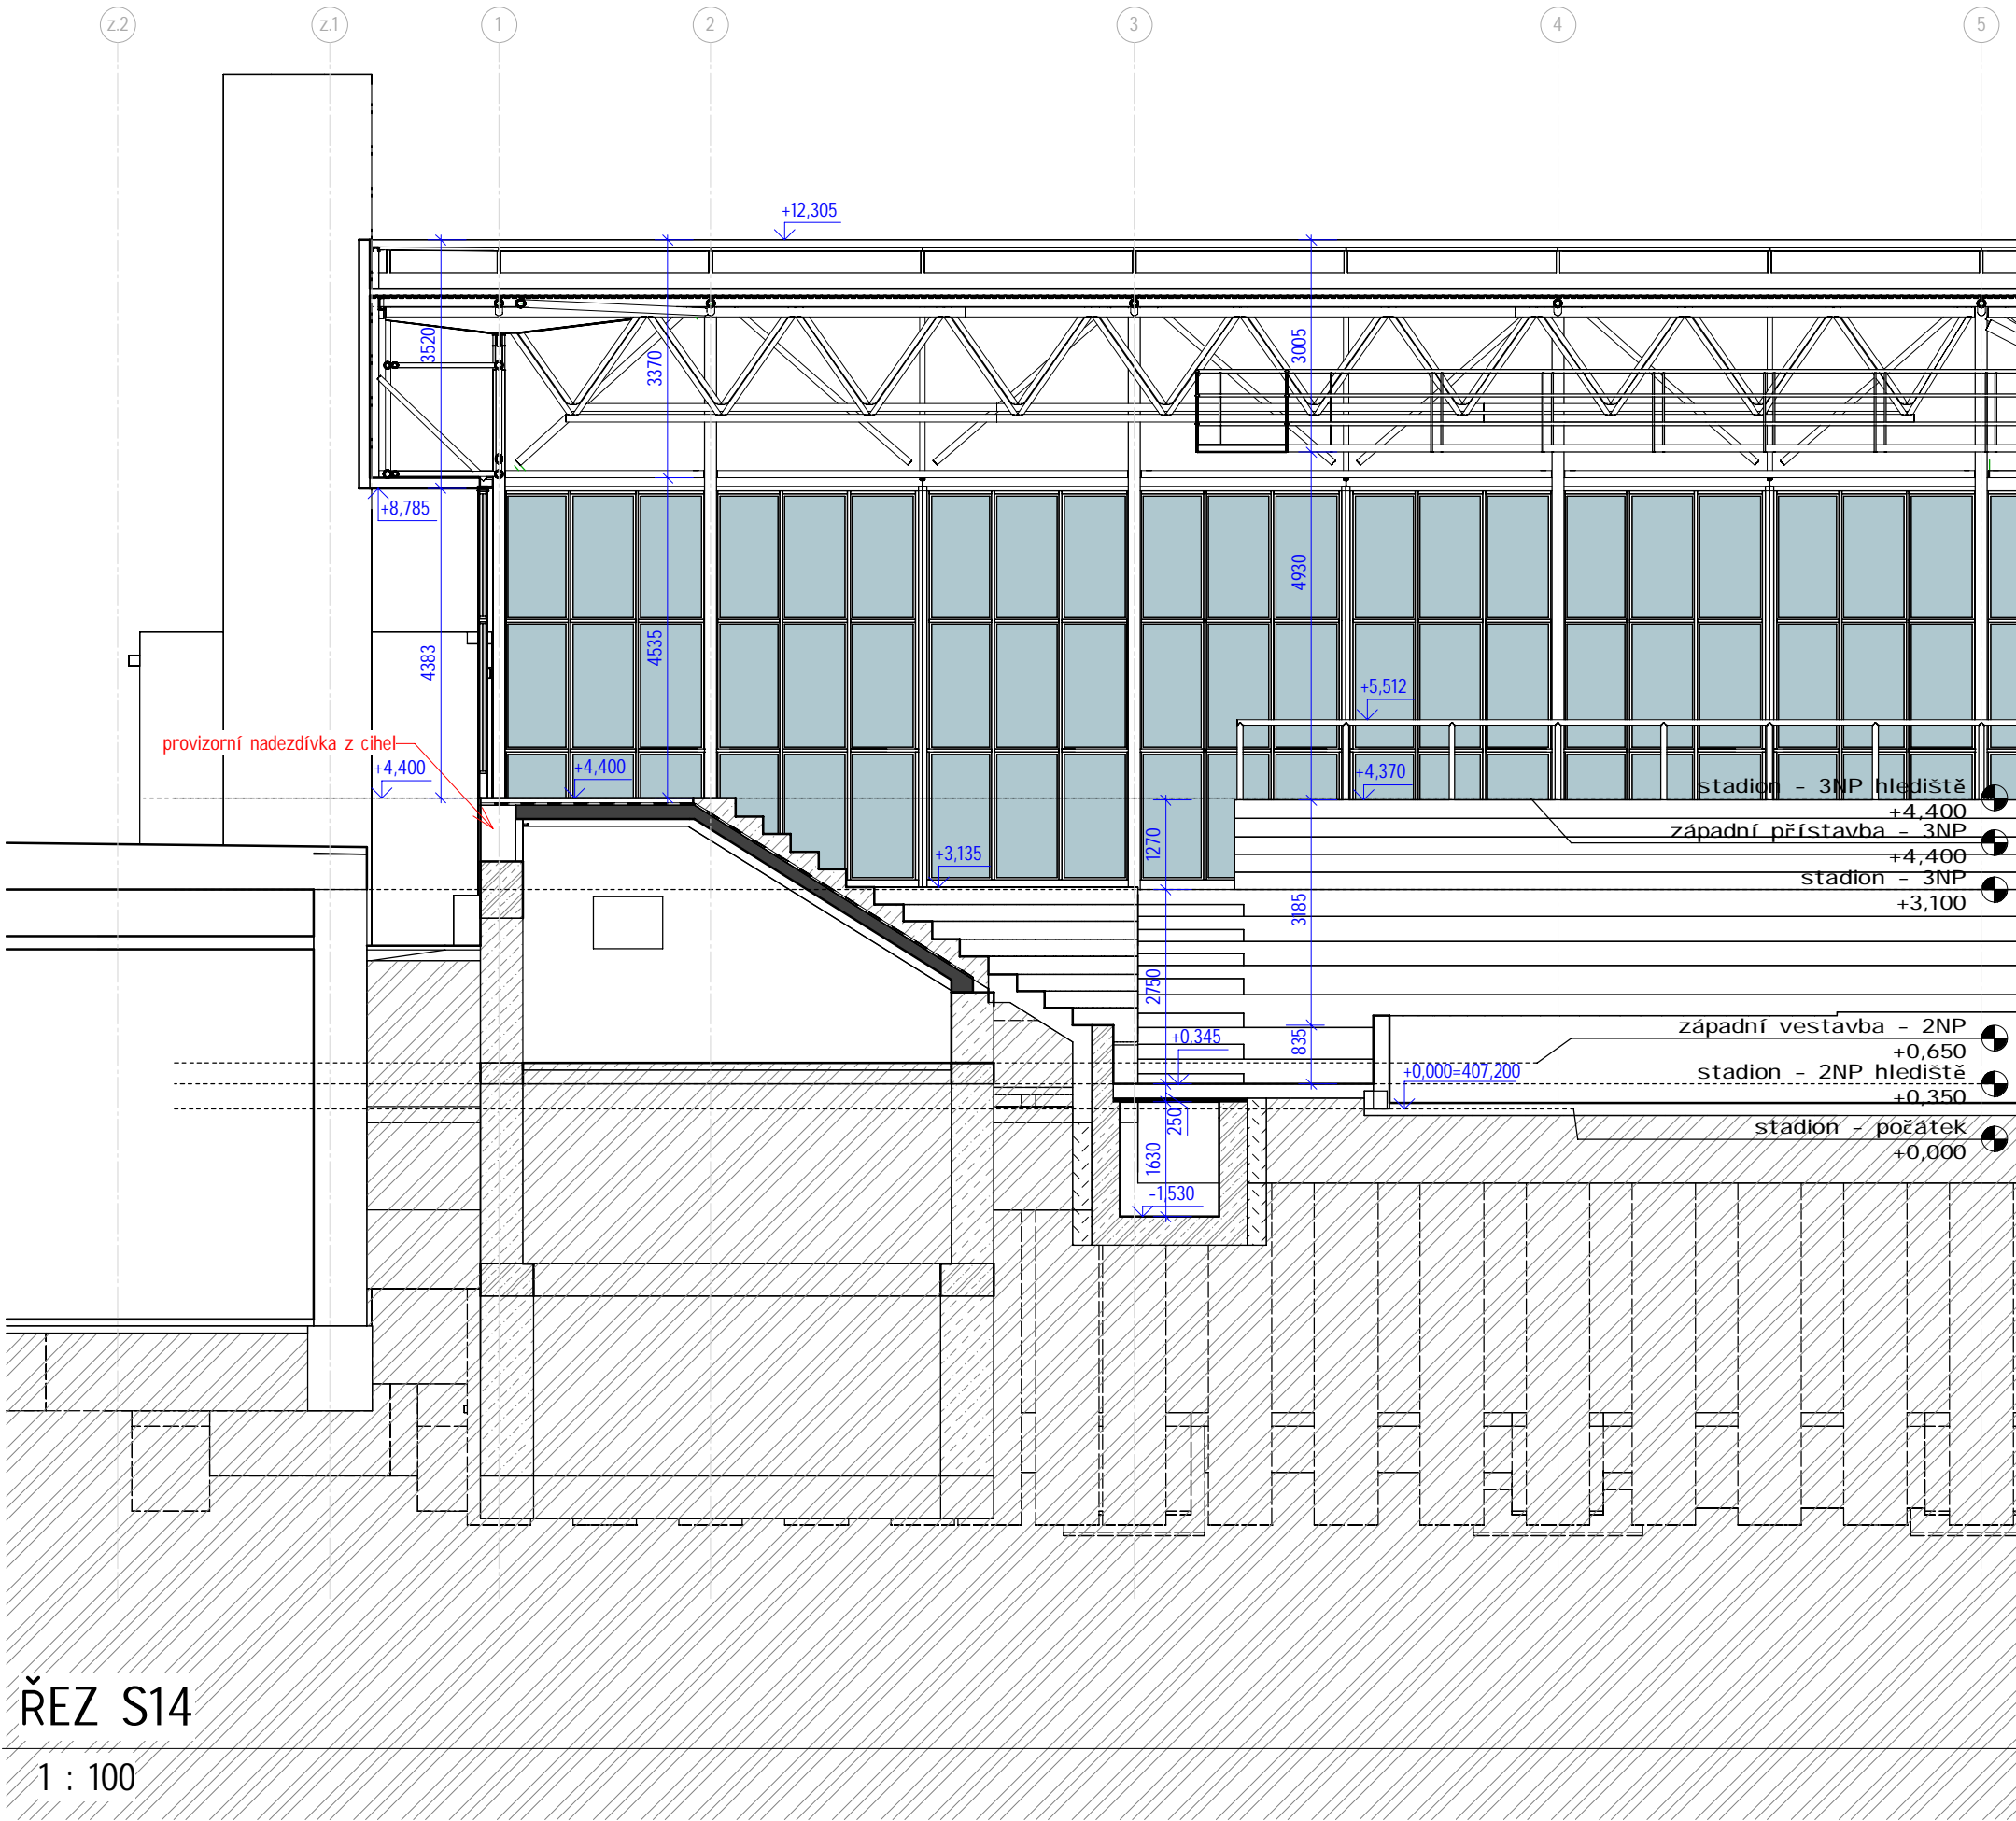 z.2 z.1 1 2 3 4 5
+12,305
3520
3370
3005
+8,785
4930
4383
4535
+5,512
provizorní nadezdívka z cihel
+4,400
+4,400
+4,370
stadion - 3NP hlediště
+4,400
západní přístavba - 3NP
+4,400
1270
+3,135
stadion - 3NP
+3,100
3185
2750
západní vestavba - 2NP
+0,650
835
+0,345
+0,000=407,200
stadion - 2NP hlediště
+0,350
250
stadion - počátek
+0,000
1630
-1,530
ŘEZ S14
1 : 100